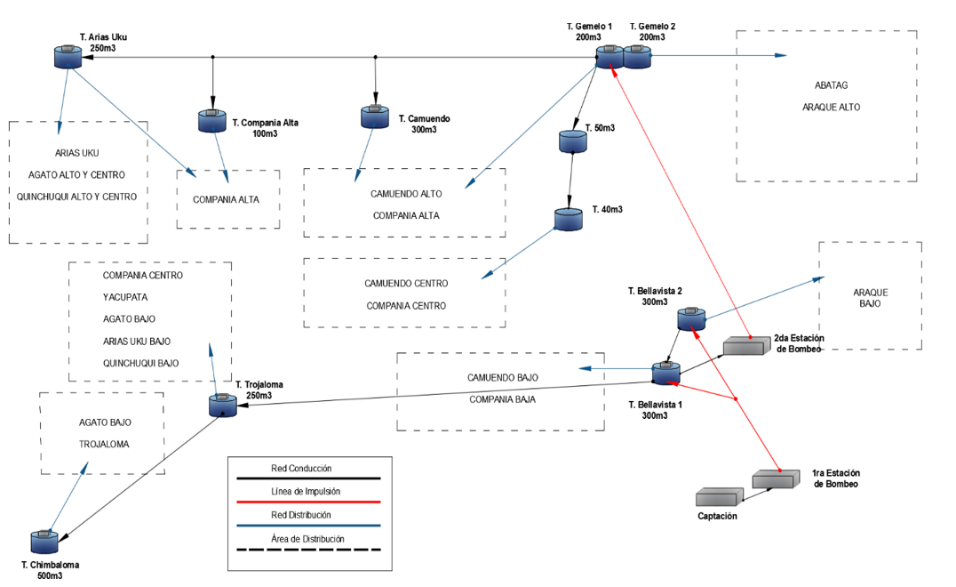 T. Arias Uku
250m3
T. Gemelo 1
200m3
T. Gemelo 2
200m3
ABATAG
ARAQUE ALTO
T. Compania Alta
100m3
T. Camuendo
300m3
T. 50m3
ARIAS UKU
AGATO ALTO Y CENTRO
QUINCHUQUI ALTO Y CENTRO
COMPANIA ALTA
CAMUENDO ALTO
COMPANIA ALTA
T. 40m3
COMPANIA CENTRO
YACUPATA
AGATO BAJO
ARIAS UKU BAJO
QUINCHUQUI BAJO
CAMUENDO CENTRO
COMPANIA CENTRO
T. Bellavista 2
300m3
ARAQUE
BAJO
2da Estación
de Bombeo
T. Trojaloma
250m3
CAMUENDO BAJO
COMPANIA BAJA
T. Bellavista 1
300m3
AGATO BAJO
TROJALOMA
Red Conducción
Línea de Impulsión
Red Distribución
Área de Distribución
1ra Estación
de Bombeo
Captación
T. Chimbaloma
500m3